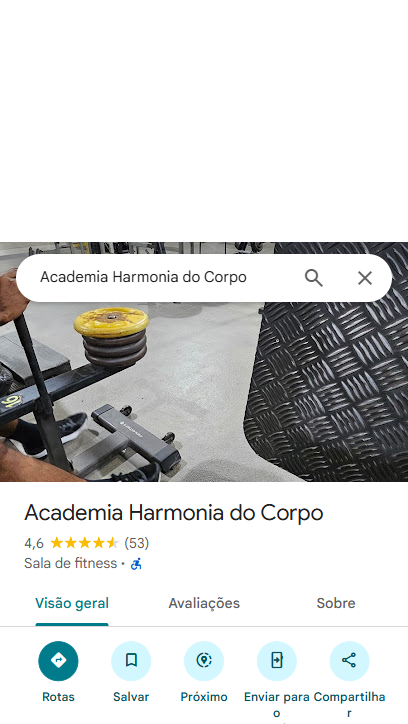 Academia Harmonia do Corpo
Academia Harmonia do Corpo
4,6 (53)
Sala de fitness ·
Visão geral Avaliações Sobre
Rotas Salvar Próximo Enviar para o Compartilhar